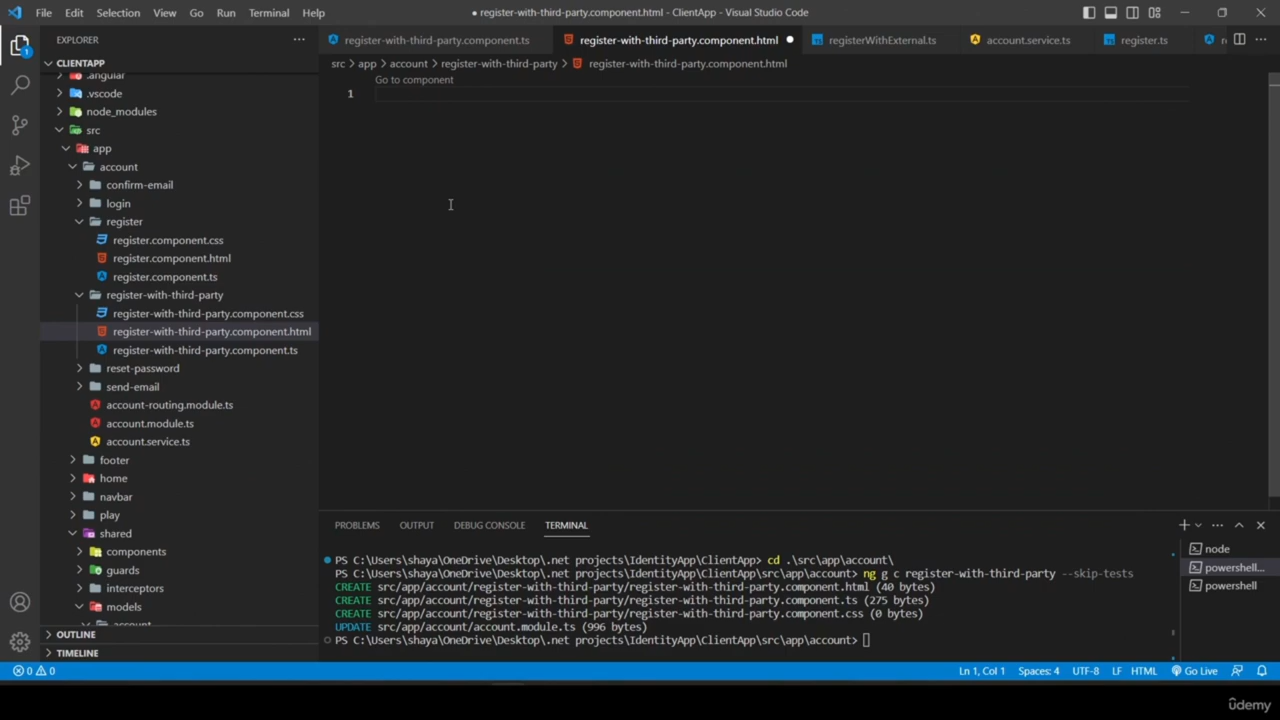 File Edit Selection View Go Run Terminal Help
● register-with-third-party.component.html - ClientApp - Visual Studio Code
EXPLORER
register-with-third-party.component.ts
register-with-third-party.component.html
registerWithExternal.ts
account.service.ts
register.ts
src > app > account > register-with-third-party > register-with-third-party.component.html
Go to component
1
CLIENTAPP
.angular
.vscode
node_modules
src
app
account
confirm-email
login
register
register.component.css
register.component.html
register.component.ts
register-with-third-party
register-with-third-party.component.css
register-with-third-party.component.html
register-with-third-party.component.ts
reset-password
send-email
account-routing.module.ts
account.module.ts
account.service.ts
footer
home
navbar
play
shared
components
guards
interceptors
models
account
OUTLINE
TIMELINE
PROBLEMS OUTPUT DEBUG CONSOLE TERMINAL
PS C:\Users\shaya\OneDrive\Desktop\.net projects\IdentityApp\ClientApp> cd .\src\app\account\
PS C:\Users\shaya\OneDrive\Desktop\.net projects\IdentityApp\ClientApp\src\app\account> ng g c register-with-third-party --skip-tests
CREATE src/app/account/register-with-third-party/register-with-third-party.component.html (40 bytes)
CREATE src/app/account/register-with-third-party/register-with-third-party.component.ts (275 bytes)
CREATE src/app/account/register-with-third-party/register-with-third-party.component.css (0 bytes)
UPDATE src/app/account/account.module.ts (996 bytes)
PS C:\Users\shaya\OneDrive\Desktop\.net projects\IdentityApp\ClientApp\src\app\account>
node
powershell...
powershell
0 0
Ln 1, Col 1 Spaces: 4 UTF-8 LF HTML Go Live
udemy